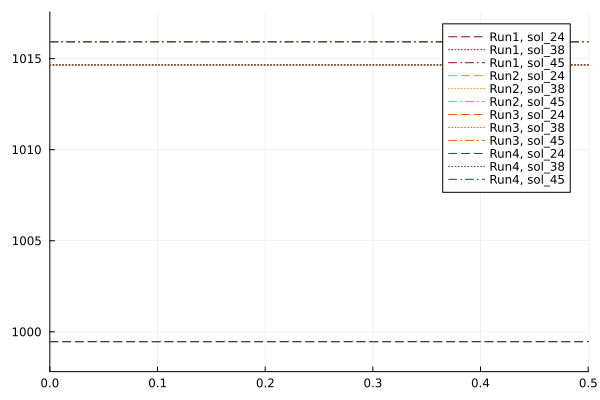 1015
1010
1005
1000
0.0 0.1 0.2 0.3 0.4 0.5
Run1, sol_24
Run1, sol_38
Run1, sol_45
Run2, sol_24
Run2, sol_38
Run2, sol_45
Run3, sol_24
Run3, sol_38
Run3, sol_45
Run4, sol_24
Run4, sol_38
Run4, sol_45